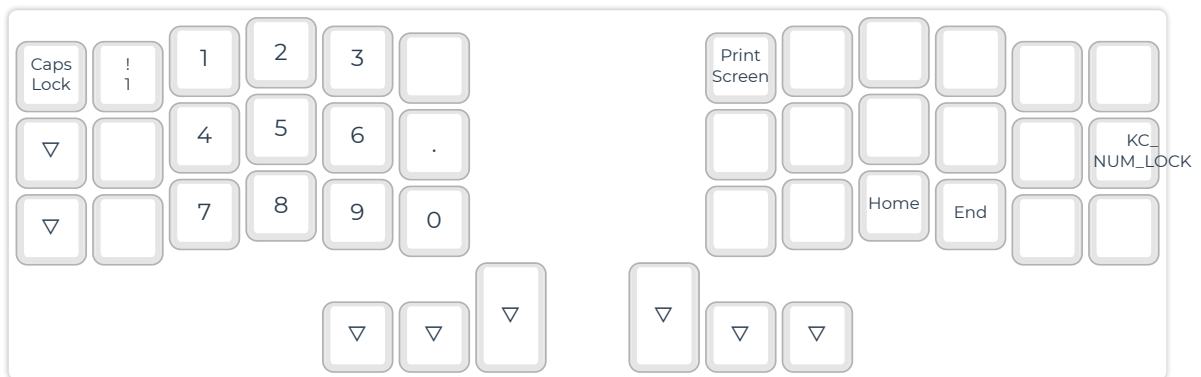 Caps
Lock
!
1
1
2
3
Print
Screen
▽
4
5
6
.
KC_
NUM_LOCK
▽
7
8
9
0
Home
End
▽
▽
▽
▽
▽
▽